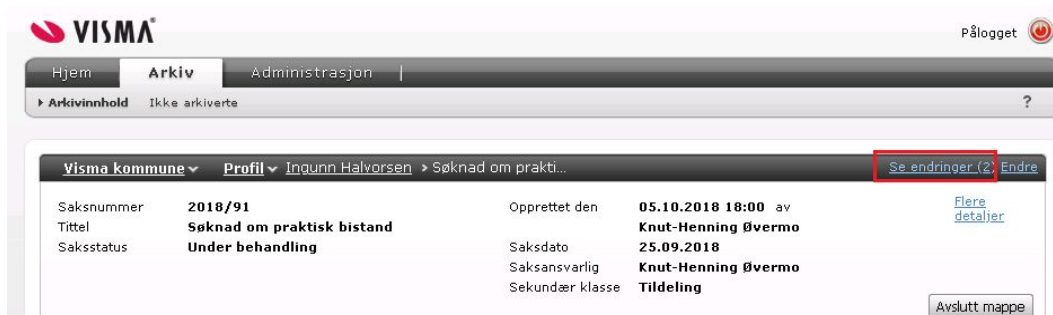 VISMA
Pålogget
Hjem Arkiv Administrasjon |
Arkivinnhold Ikke arkiverte ?
Visma kommune Profil Ingunn Halvorsen > Søknad om prakti... Se endringer (2) Endre
Saksnummer 2018/91 Opprettet den 05.10.2018 18:00 av Flere
Tittel Søknad om praktisk bistand Knut-Henning Øvermo detaljer
Saksstatus Under behandling Saksdato 25.09.2018
Saksansvarlig Knut-Henning Øvermo
Sekundær klasse Tildeling
Avslutt mappe